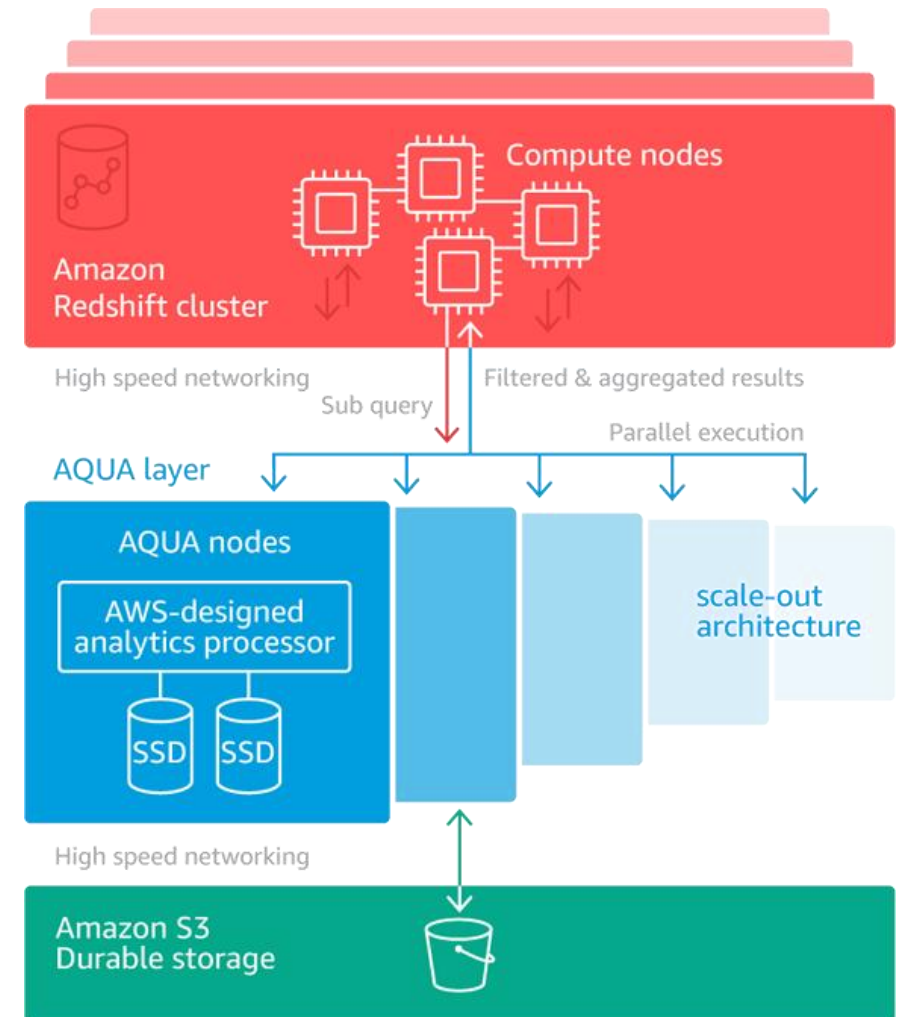 Compute nodes
Amazon
Redshift cluster
High speed networking
Filtered & aggregated results
Sub query
Parallel execution
AQUA layer
AQUA nodes
AWS-designed
analytics processor
SSD
SSD
scale-out
architecture
High speed networking
Amazon S3
Durable storage